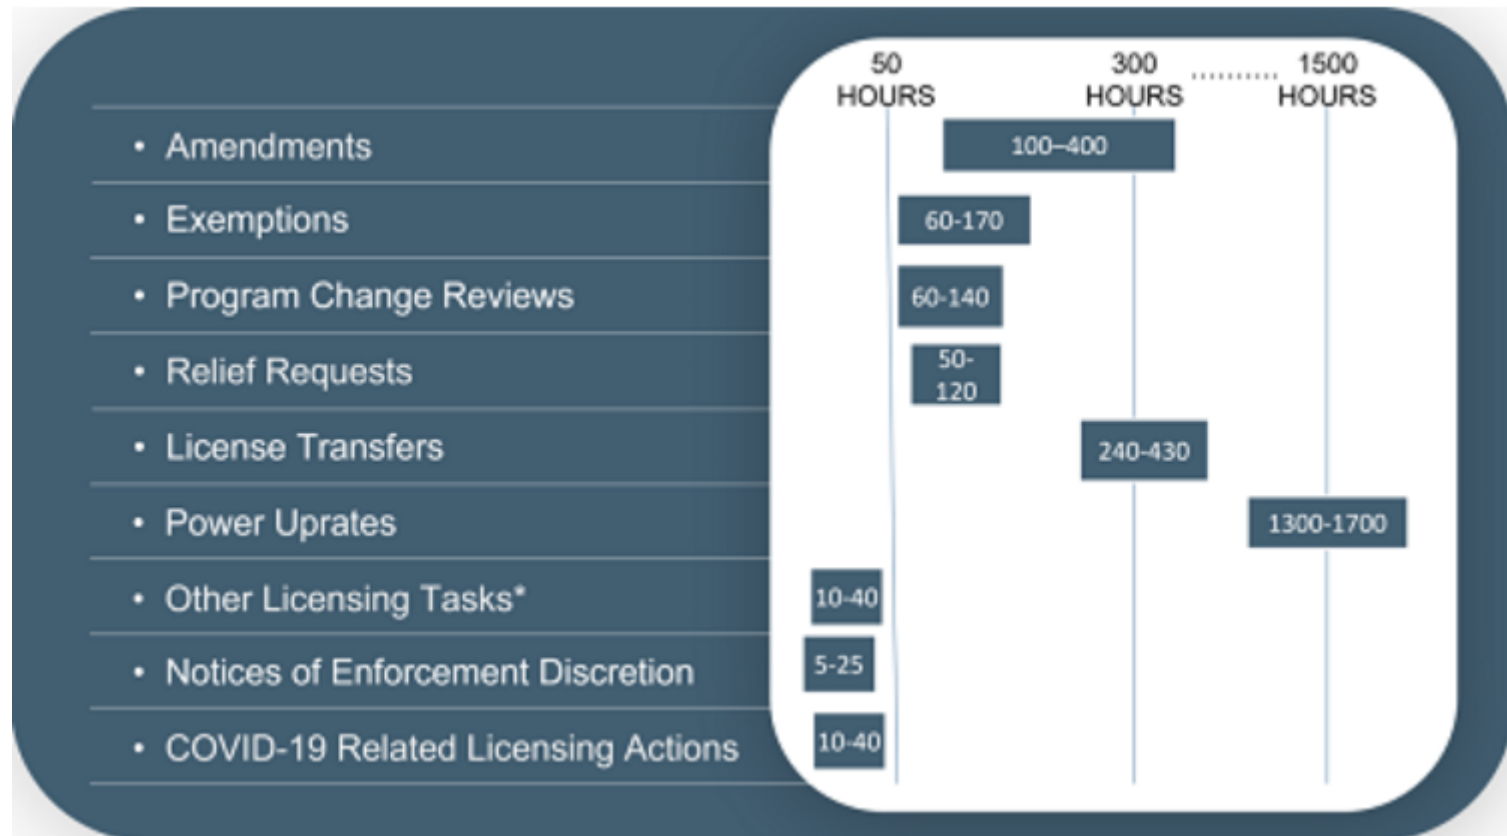 50 HOURS
300 HOURS
1500 HOURS
• Amendments 100–400
• Exemptions 60-170
• Program Change Reviews 60-140
• Relief Requests 50-120
• License Transfers 240-430
• Power Uprates 1300-1700
• Other Licensing Tasks* 10-40
• Notices of Enforcement Discretion 5-25
• COVID-19 Related Licensing Actions 10-40